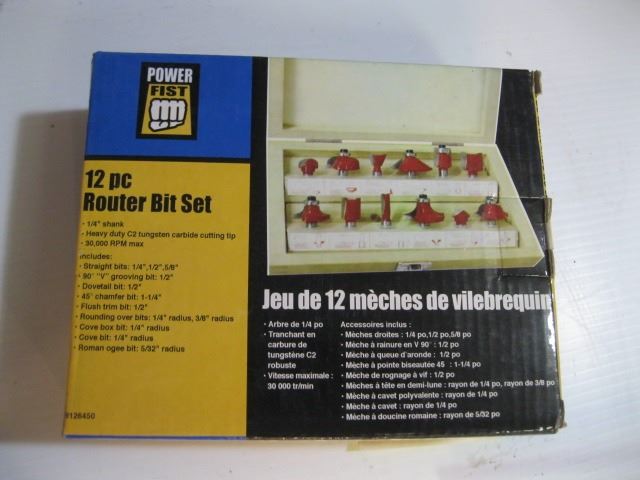 POWER
FIST
12 pc
Router Bit Set
· 1/4" shank
· Heavy duty C2 tungsten carbide cutting tip
· 30,000 RPM max
Includes:
· Straight bits: 1/4",1/2",5/8"
· 90° "V" grooving bit: 1/2"
· Dovetail bit: 1/2"
· 45° chamfer bit: 1-1/4"
· Flush trim bit: 1/2"
· Rounding over bits: 1/4" radius, 3/8" radius
· Cove box bit: 1/4" radius
· Cove bit: 1/4" radius
· Roman ogee bit: 5/32" radius
8126450
Jeu de 12 mèches de vilebrequin
· Arbre de 1/4 po
· Tranchant en
carbure de
tungstène C2
robuste
· Vitesse maximale :
30 000 tr/min
Accessoires inclus :
· Mèches droites : 1/4 po,1/2 po,5/8 po
· Mèche à rainure en V 90° : 1/2 po
· Mèche à queue d'aronde : 1/2 po
· Mèche à pointe biseautée 45 : 1-1/4 po
· Mèche de rognage à vif : 1/2 po
· Mèches à tête en demi-lune : rayon de 1/4 po, rayon de 3/8 po
· Mèche à cavet polyvalente : rayon de 1/4 po
· Mèche à cavet : rayon de 1/4 po
· Mèche à doucine romaine : rayon de 5/32 po